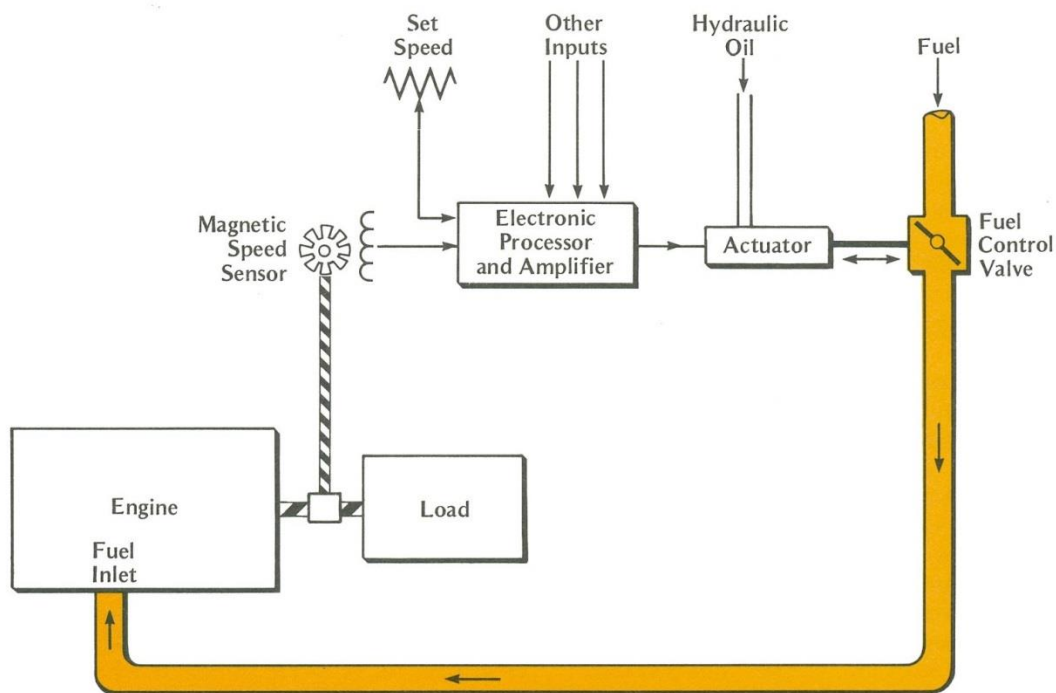 Set
Speed
Other
Inputs
Hydraulic
Oil
Fuel
Magnetic
Speed
Sensor
Electronic
Processor
and Amplifier
Actuator
Fuel
Control
Valve
Engine
Load
Fuel
Inlet